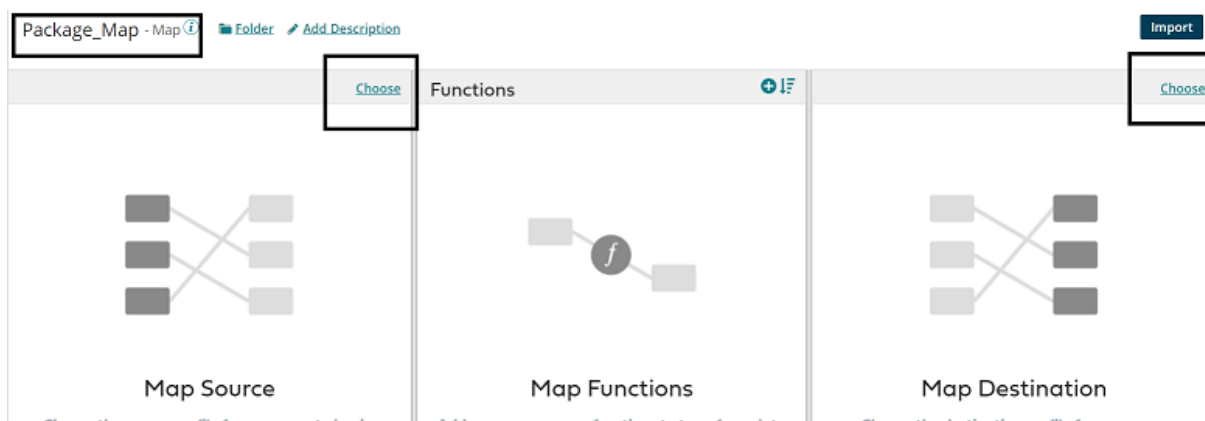 Package_Map - Map i Folder Add Description
Import
Choose
Functions
Choose
f
Map Source
Map Functions
Map Destination